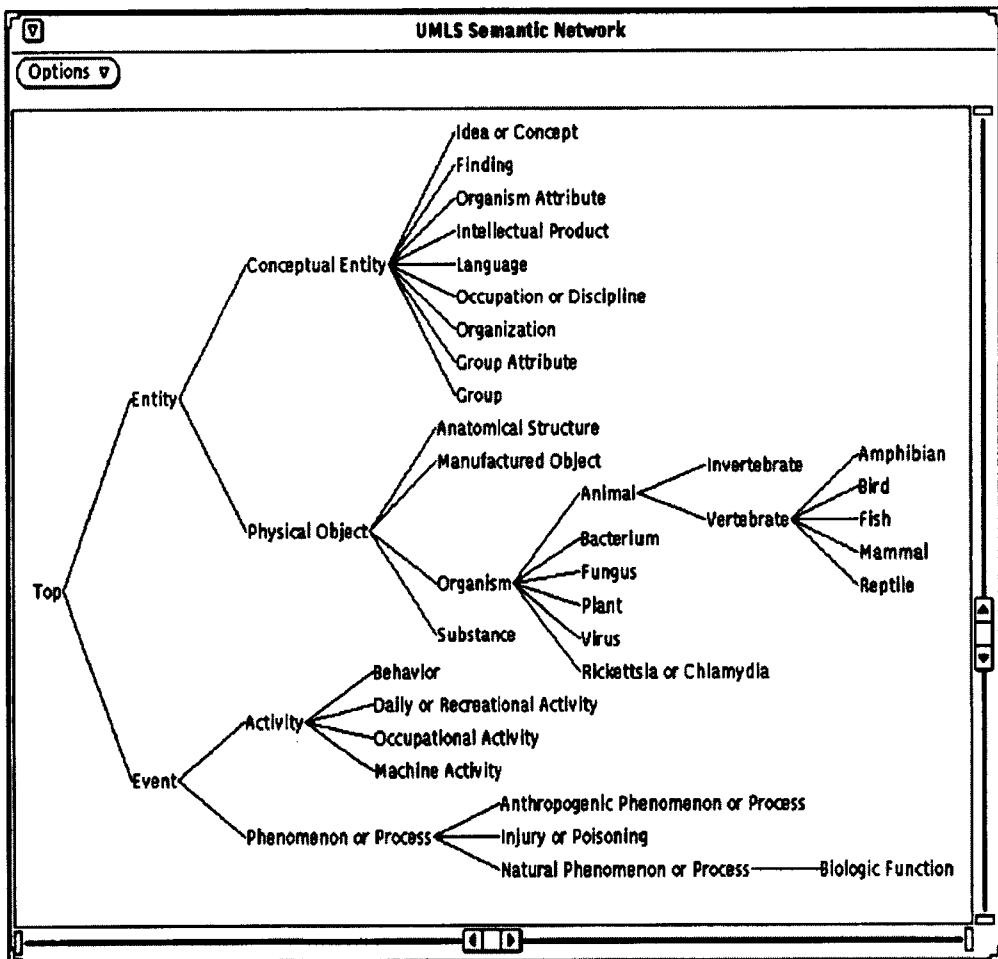 UMLS Semantic Network
Options
Idea or Concept
Finding
Organism Attribute
Intellectual Product
Conceptual Entity
Language
Occupation or Discipline
Organization
Group Attribute
Entity
Group
Anatomical Structure
Manufactured Object
Amphibian
Invertebrate
Bird
Animal
Physical Object
Vertebrate
Fish
Bacterium
Mammal
Fungus
Organism
Reptile
Top
Plant
Substance
Virus
Rickettsia or Chlamydia
Behavior
Daily or Recreational Activity
Activity
Occupational Activity
Machine Activity
Event
Anthropogenic Phenomenon or Process
Phenomenon or Process
Injury or Poisoning
Natural Phenomenon or Process
Biologic Function